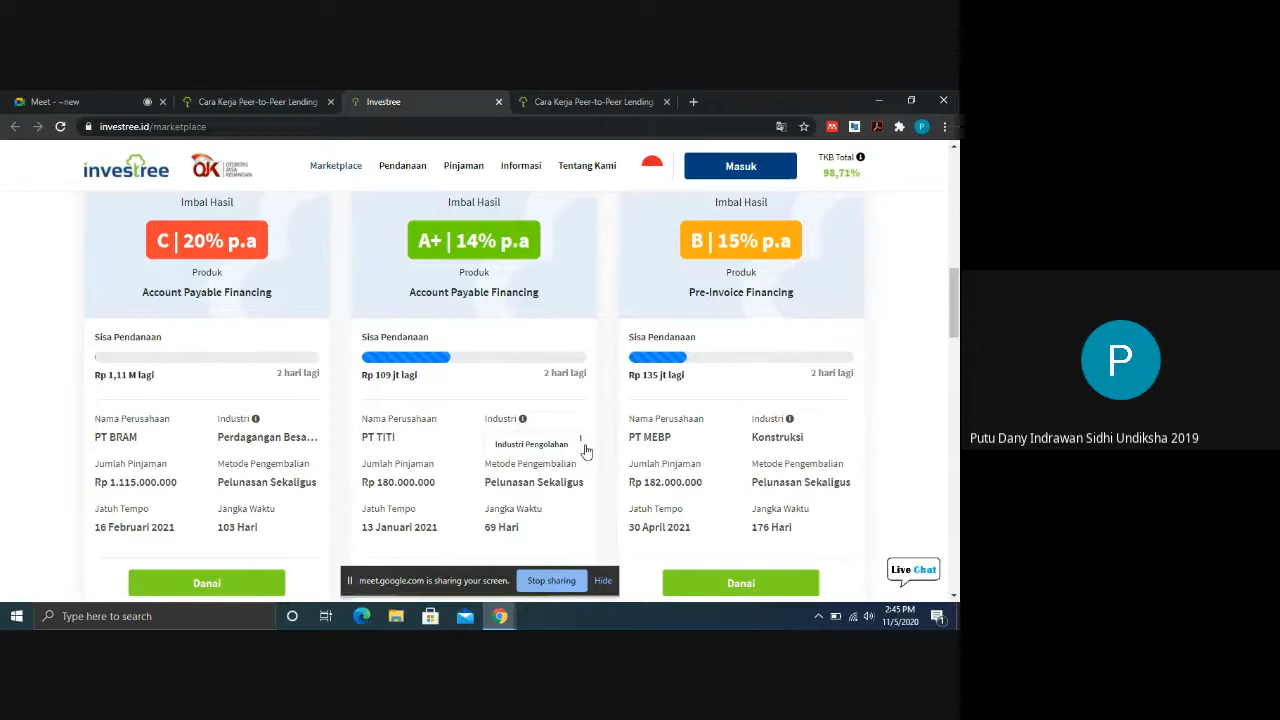 Meet - ~new
Cara Kerja Peer-to-Peer Lending
Investree
Cara Kerja Peer-to-Peer Lending
investree.id/marketplace
P
investree
OJK OTORITAS JASA KEUANGAN
Marketplace
Pendanaan
Pinjaman
Informasi
Tentang Kami
Masuk
TKB Total
98,71%
Imbal Hasil
C | 20% p.a
Produk
Account Payable Financing
Sisa Pendanaan
Rp 1,11 M lagi
2 hari lagi
Nama Perusahaan
Industri
PT BRAM
Perdagangan Besa...
Jumlah Pinjaman
Metode Pengembalian
Rp 1.115.000.000
Pelunasan Sekaligus
Jatuh Tempo
Jangka Waktu
16 Februari 2021
103 Hari
Danai
Imbal Hasil
A+ | 14% p.a
Produk
Account Payable Financing
Sisa Pendanaan
Rp 109 jt lagi
2 hari lagi
Nama Perusahaan
Industri
PT TITI
Industri Pengolahan
Jumlah Pinjaman
Metode Pengembalian
Rp 180.000.000
Pelunasan Sekaligus
Jatuh Tempo
Jangka Waktu
13 Januari 2021
69 Hari
Imbal Hasil
B | 15% p.a
Produk
Pre-Invoice Financing
Sisa Pendanaan
Rp 135 jt lagi
2 hari lagi
Nama Perusahaan
Industri
PT MEBP
Konstruksi
Jumlah Pinjaman
Metode Pengembalian
Rp 182.000.000
Pelunasan Sekaligus
Jatuh Tempo
Jangka Waktu
30 April 2021
176 Hari
Danai
Live Chat
meet.google.com is sharing your screen.
Stop sharing
Hide
Type here to search
2:45 PM
11/5/2020
1
P
Putu Dany Indrawan Sidhi Undiksha 2019